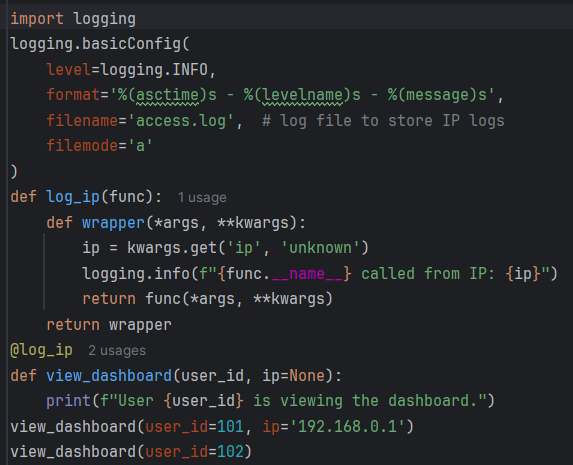 import logging
logging.basicConfig(
    level=logging.INFO,
    format='%(asctime)s - %(levelname)s - %(message)s',
    filename='access.log',  # log file to store IP logs
    filemode='a'
)
def log_ip(func):  1 usage
    def wrapper(*args, **kwargs):
        ip = kwargs.get('ip', 'unknown')
        logging.info(f"{func.__name__} called from IP: {ip}")
        return func(*args, **kwargs)
    return wrapper
@log_ip  2 usages
def view_dashboard(user_id, ip=None):
    print(f"User {user_id} is viewing the dashboard.")
view_dashboard(user_id=101, ip='192.168.0.1')
view_dashboard(user_id=102)